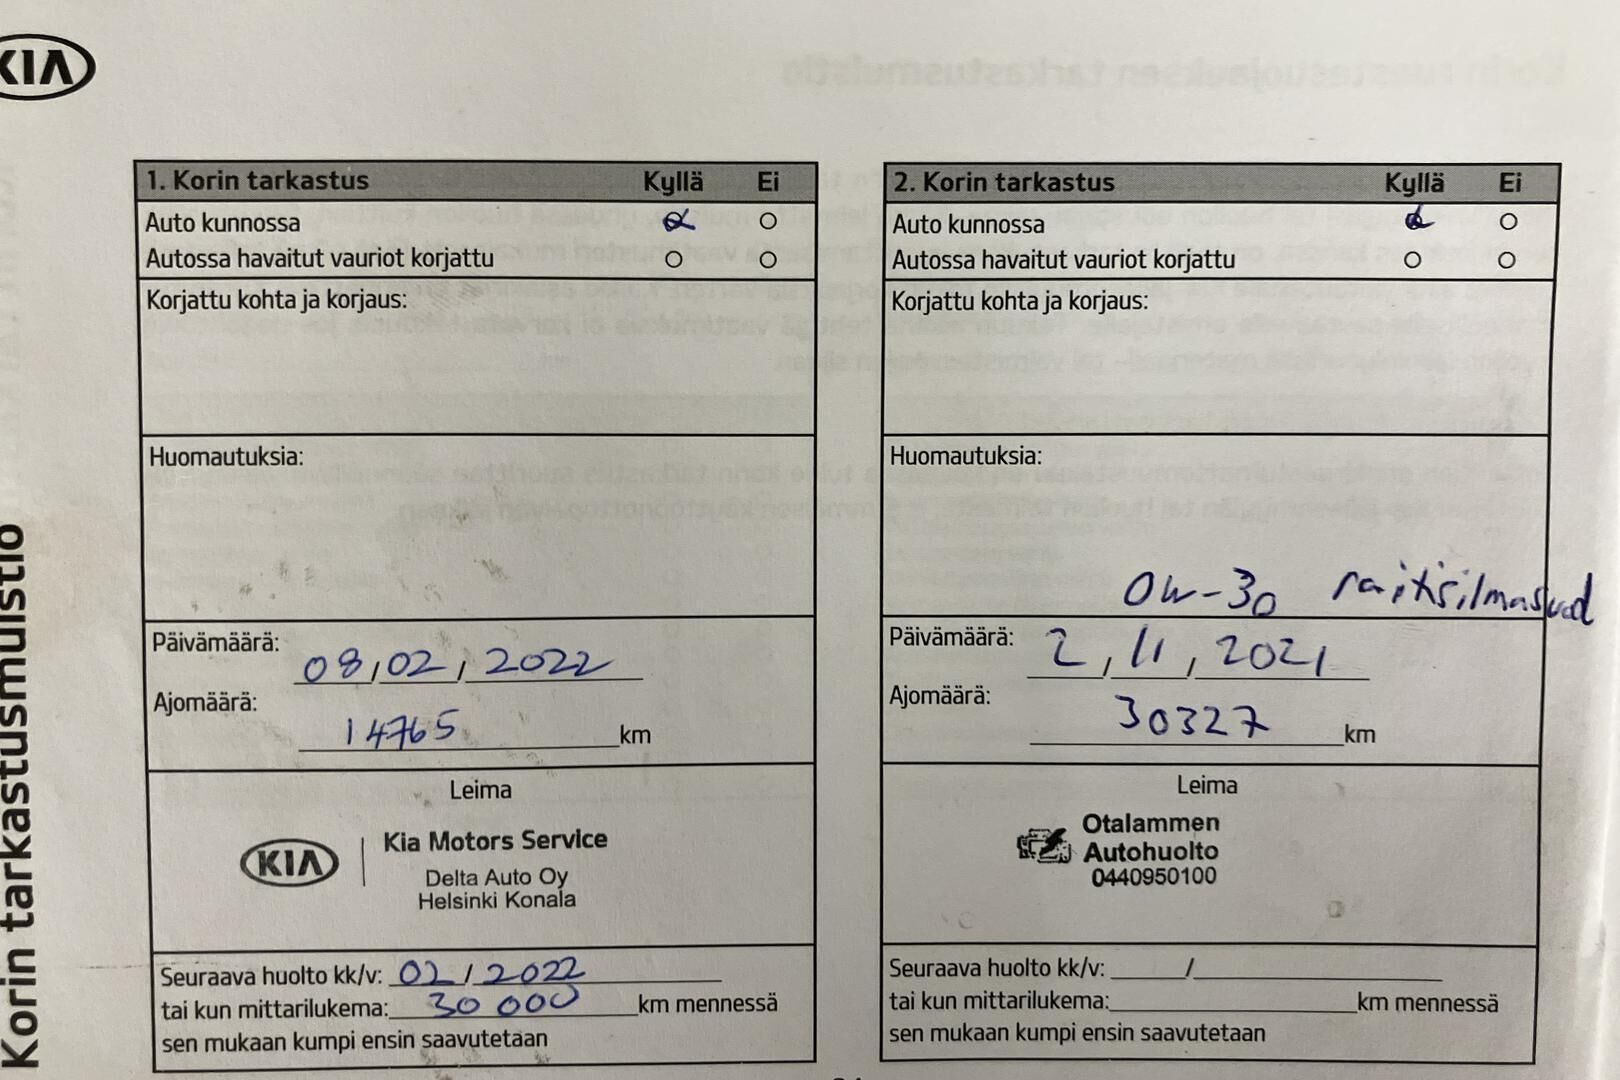 KIA
Korin tarkastusmuistio
1. Korin tarkastus Kyllä Ei
Auto kunnossa
Autossa havaitut vauriot korjattu
Korjattu kohta ja korjaus:
Huomautuksia:
Päivämäärä: 08, 02, 2022
Ajomäärä: 14765 km
Leima
KIA
Kia Motors Service
Delta Auto Oy
Helsinki Konala
Seuraava huolto kk/v: 02 / 2022
tai kun mittarilukema: 30 000 km mennessä
sen mukaan kumpi ensin saavutetaan
2. Korin tarkastus Kyllä Ei
Auto kunnossa
Autossa havaitut vauriot korjattu
Korjattu kohta ja korjaus:
Huomautuksia:
0W-30 raitisilmasuod
Päivämäärä: 2, 11, 2021
Ajomäärä: 30327 km
Leima
Otalammen
Autohuolto
0440950100
Seuraava huolto kk/v: /
tai kun mittarilukema: km mennessä
sen mukaan kumpi ensin saavutetaan